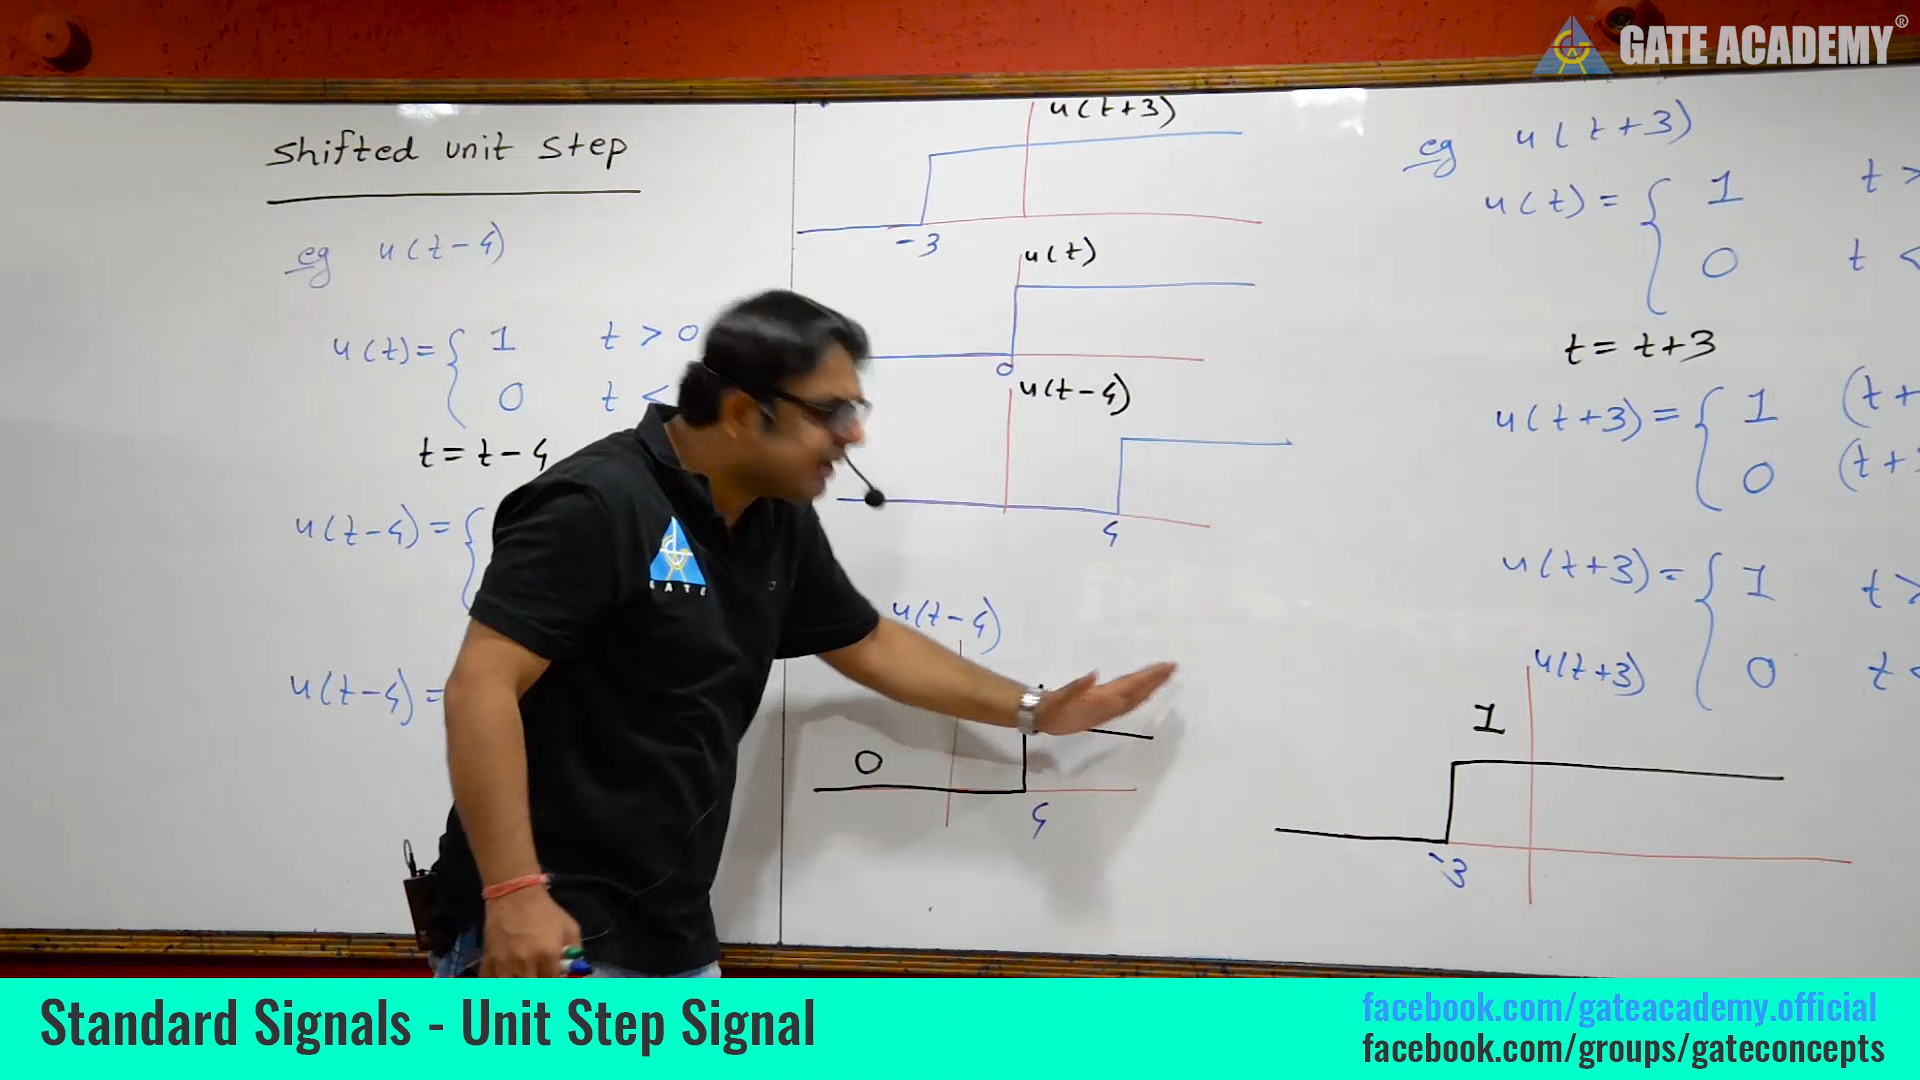 GATE ACADEMY®
shifted unit step
eg u(t-4)
u(t)= { 1 t > 0
0 t <
t = t-4
u(t-4) = {
u(t-4) =
u(t+3)
-3
u(t)
0
u(t-4)
4
u(t-4)
0
4
eg u(t+3)
u(t) = { 1 t >
0 t <
t = t+3
u(t+3) = { 1 (t+
0 (t+
u(t+3) = { 1 t >
0 t <
u(t+3)
1
-3
GATE
Standard Signals - Unit Step Signal
facebook.com/gateacademy.official
facebook.com/groups/gateconcepts